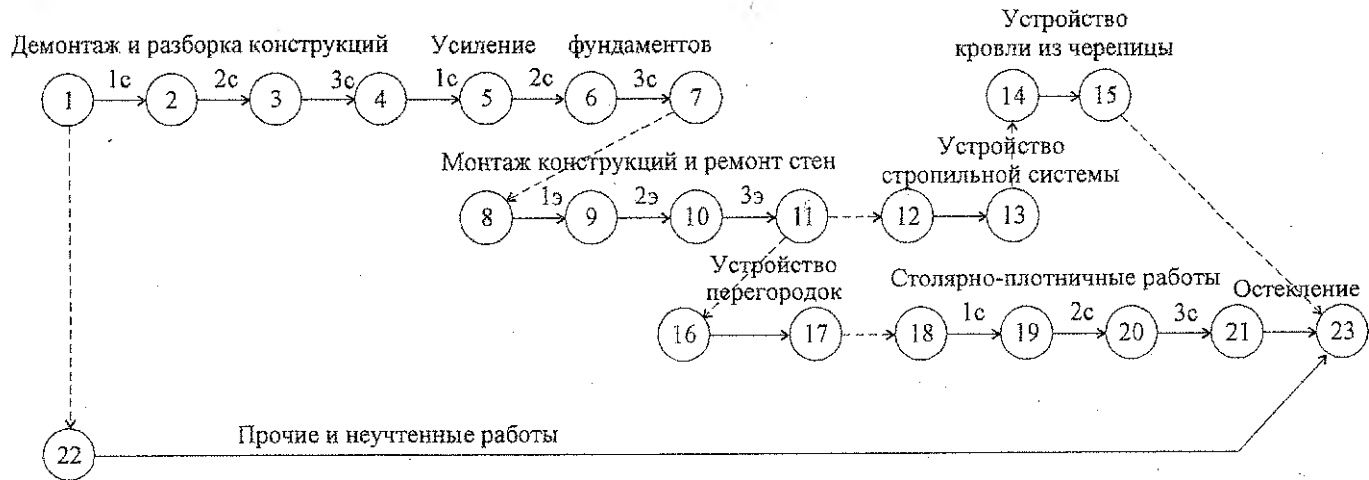 Устройство
кровли из черепицы
Демонтаж и разборка конструкций
Усиление фундаментов
1с 2с 3с 1с 2с 3с
1 2 3 4 5 6 7
14 15
Монтаж конструкций и ремонт стен
Устройство
стропильной системы
1э 2э 3э
8 9 10 11 12 13
Устройство
перегородок
Столярно-плотничные работы
Остекление
1с 2с 3с
16 17 18 19 20 21 23
Прочие и неучтенные работы
22